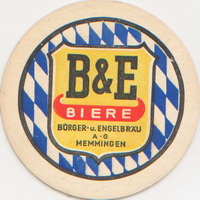 B&E
BIERE
BÜRGER- u. ENGELBRÄU
A-G
MEMMINGEN